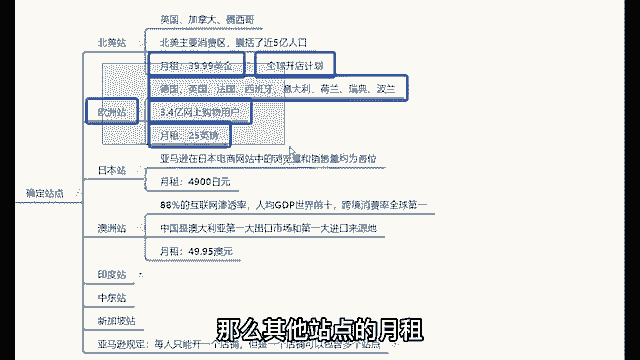 英国、加拿大、墨西哥
北美站
北美主要消费区，囊括了近5亿人口
月租：39.99美金
全球开店计划
德国、英国、法国、西班牙、意大利、荷兰、瑞典、波兰
欧洲站
3.4亿网上购物用户
月租：25英镑
亚马逊在日本电商网站中的浏览量和销售量均为首位
日本站
月租：4900日元
确定站点
88%的互联网渗透率，人均GDP世界前十，跨境消费率全球第一
澳洲站
中国是澳大利亚第一大出口市场和第一大进口来源地
月租：49.95澳元
印度站
中东站
新加坡站
那么其他站点的月租
亚马逊规定：每人只能开一个店铺，但是一个店铺可以包含多个站点